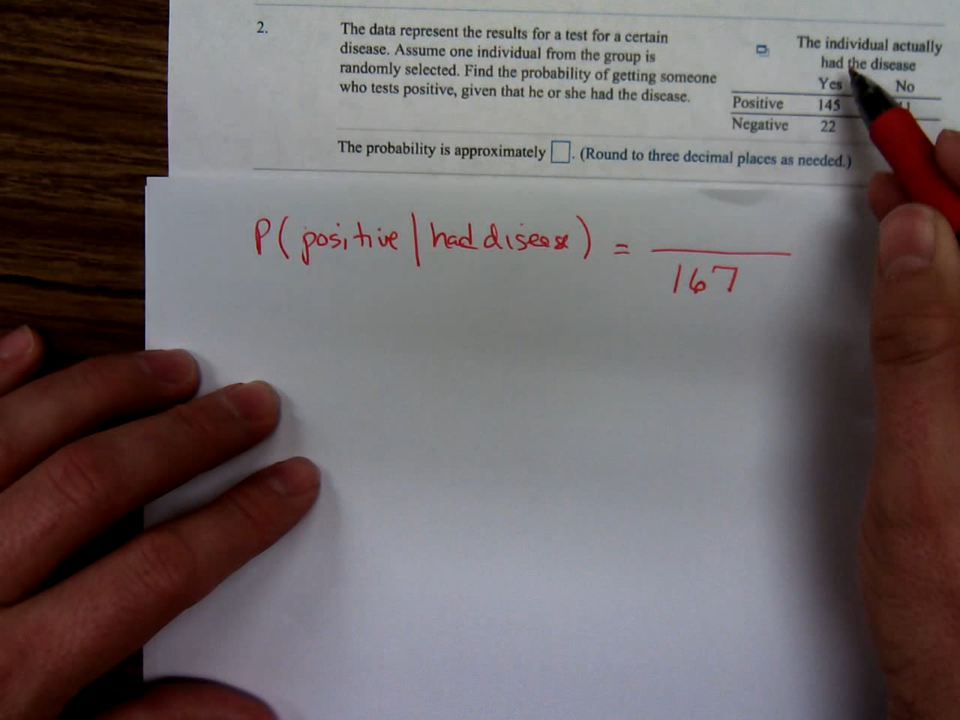 2.
The data represent the results for a test for a certain
disease. Assume one individual from the group is
randomly selected. Find the probability of getting someone
who tests positive, given that he or she had the disease.
The individual actually
had the disease
Yes No
Positive 145
Negative 22
The probability is approximately . (Round to three decimal places as needed.)
P( positive | had disease ) =
167